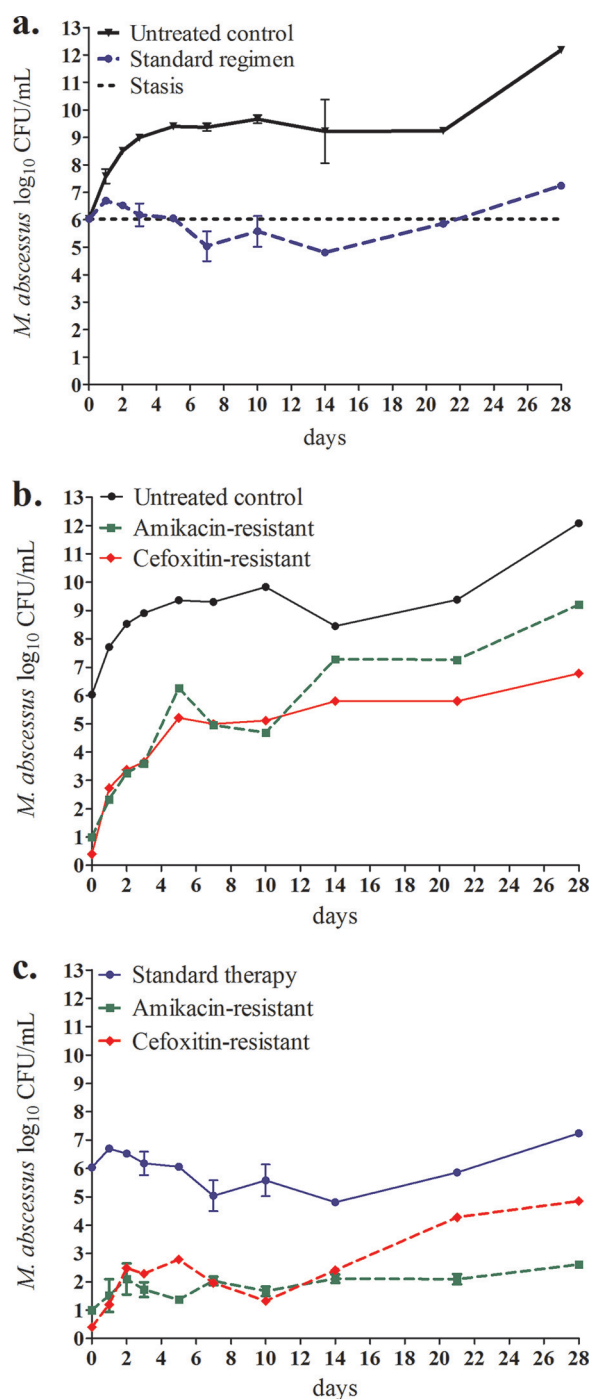 a.
Untreated control
Standard regimen
Stasis
M. abscessus log10 CFU/mL
13
12
11
10
9
8
7
6
5
4
3
2
1
0
0 2 4 6 8 10 12 14 16 18 20 22 24 26 28
days
b.
Untreated control
Amikacin-resistant
Cefoxitin-resistant
M. abscessus log10 CFU/mL
13
12
11
10
9
8
7
6
5
4
3
2
1
0
0 2 4 6 8 10 12 14 16 18 20 22 24 26 28
days
c.
Standard therapy
Amikacin-resistant
Cefoxitin-resistant
M. abscessus log10 CFU/mL
13
12
11
10
9
8
7
6
5
4
3
2
1
0
0 2 4 6 8 10 12 14 16 18 20 22 24 26 28
days